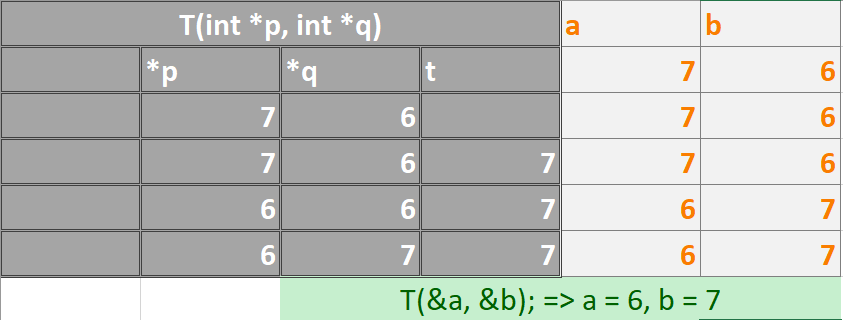 T(int *p, int *q) a b
*p *q t 7 6
7 6 7 6
7 6 7 7 6
6 6 7 6 7
6 7 7 6 7
T(&a, &b); => a = 6, b = 7